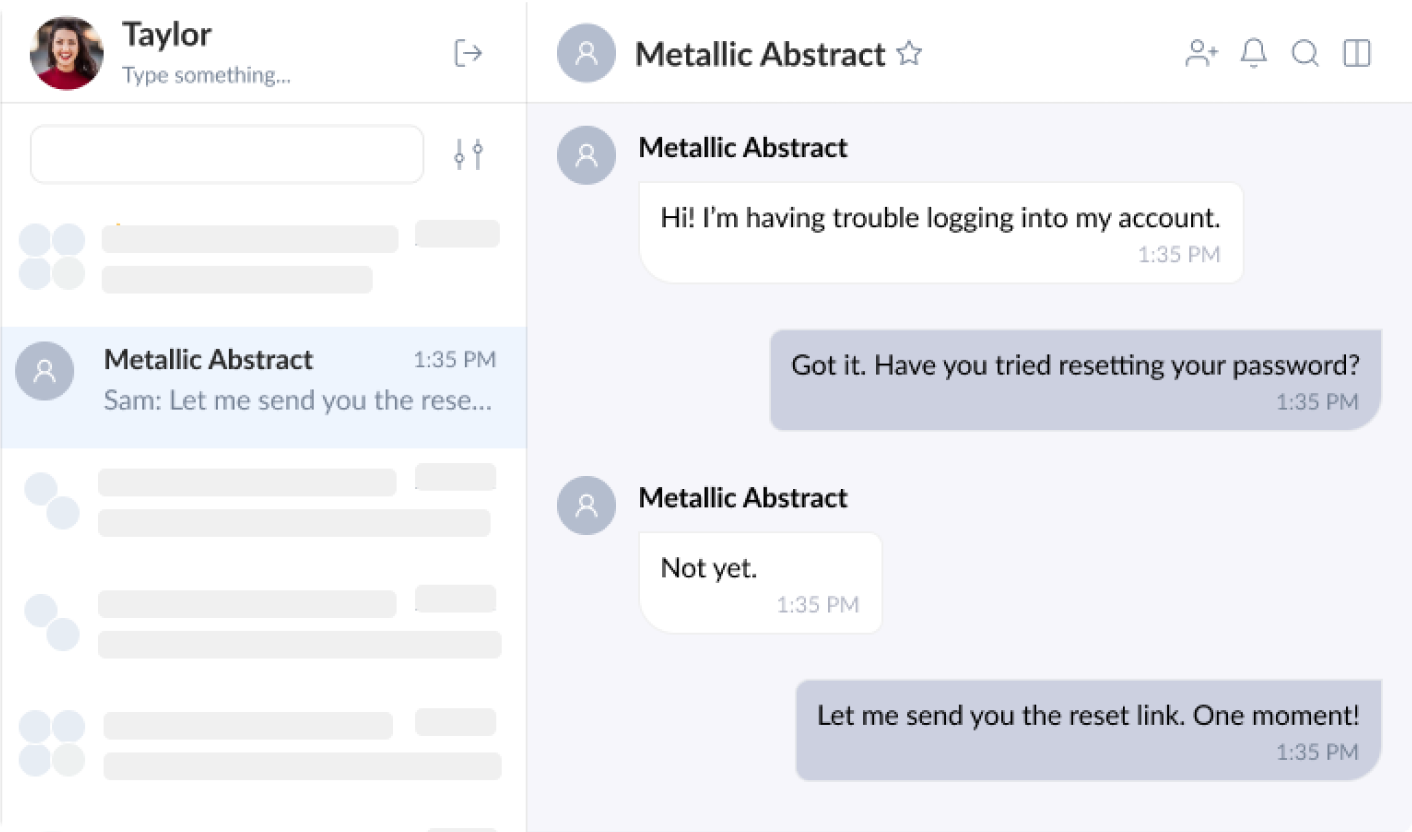 Taylor
Type something...
Metallic Abstract
1:35 PM
Sam: Let me send you the rese...
Metallic Abstract
Metallic Abstract
Hi! I’m having trouble logging into my account.
1:35 PM
Got it. Have you tried resetting your password?
1:35 PM
Metallic Abstract
Not yet.
1:35 PM
Let me send you the reset link. One moment!
1:35 PM